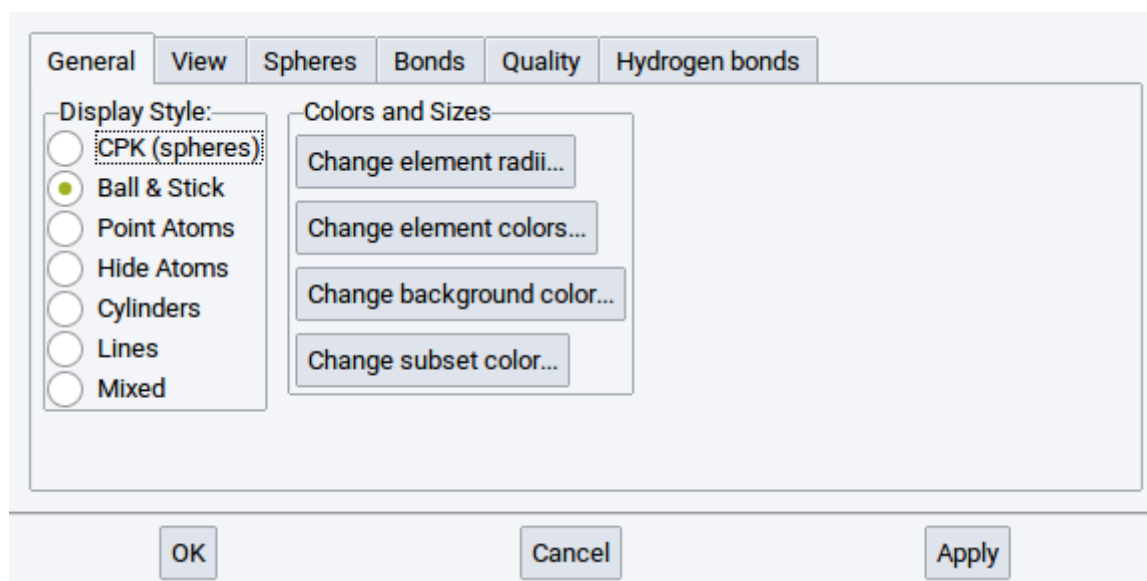 General View Spheres Bonds Quality Hydrogen bonds
Display Style:
CPK (spheres)
Ball & Stick
Point Atoms
Hide Atoms
Cylinders
Lines
Mixed
Colors and Sizes
Change element radii...
Change element colors...
Change background color...
Change subset color...
OK Cancel Apply